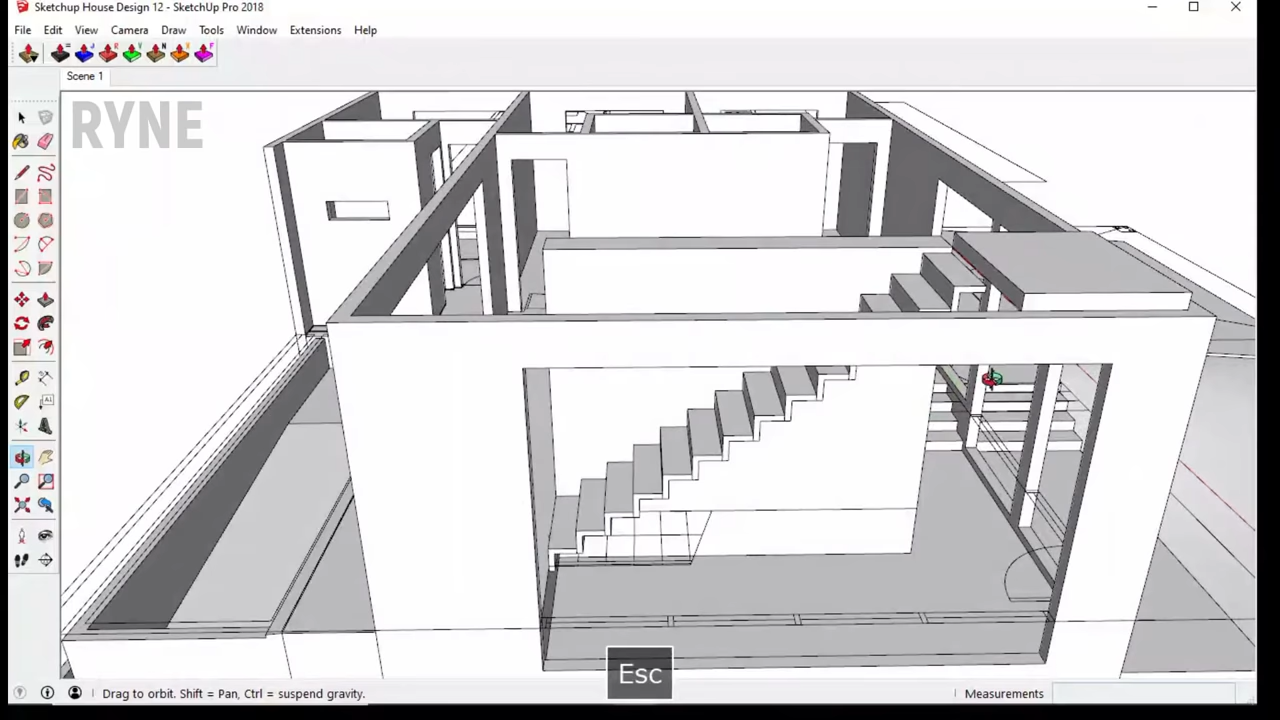 Sketchup House Design 12 - SketchUp Pro 2018
File Edit View Camera Draw Tools Window Extensions Help
Scene 1
RYNE
Esc
Drag to orbit. Shift = Pan, Ctrl = suspend gravity.
Measurements